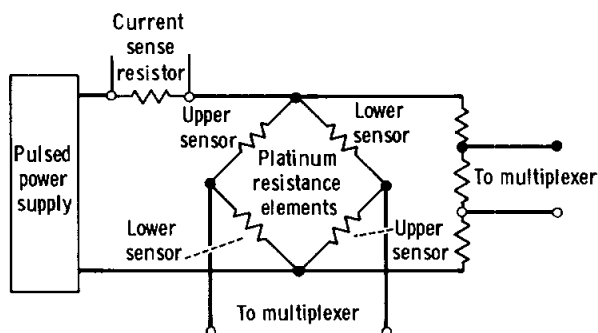 Current
sense
resistor
Upper
sensor
Lower
sensor
Pulsed
power
supply
Platinum
resistance
elements
To multiplexer
Lower
sensor
Upper
sensor
To multiplexer